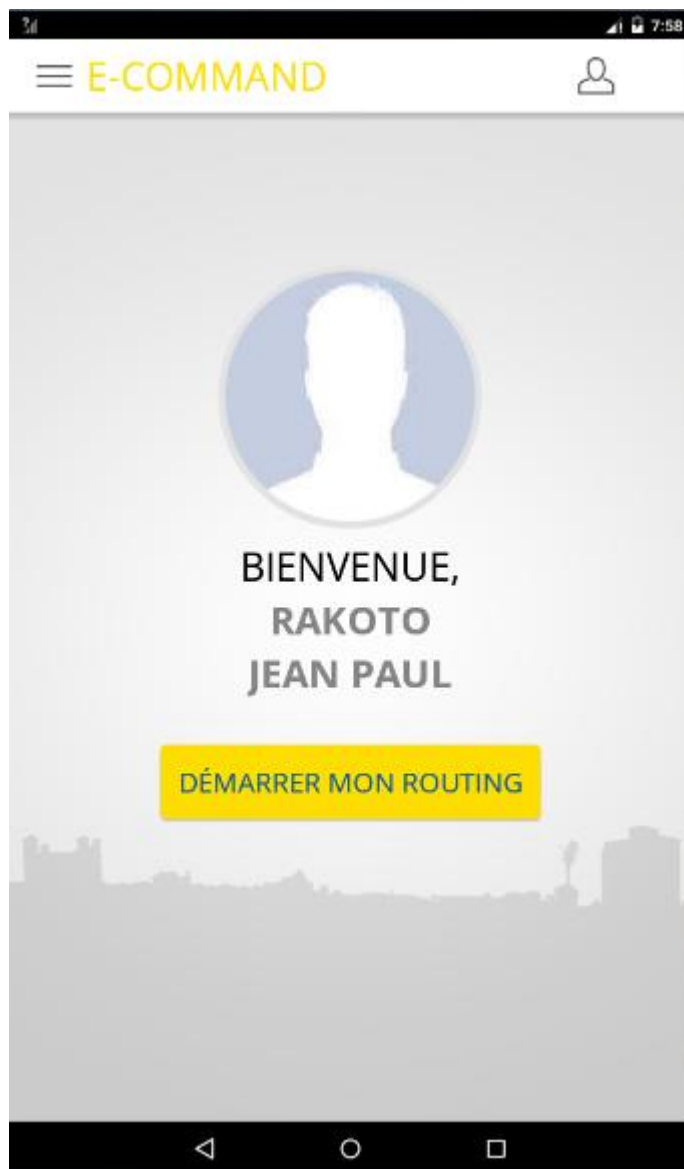 7:58
E-COMMAND
BIENVENUE,
RAKOTO
JEAN PAUL
DÉMARRER MON ROUTING